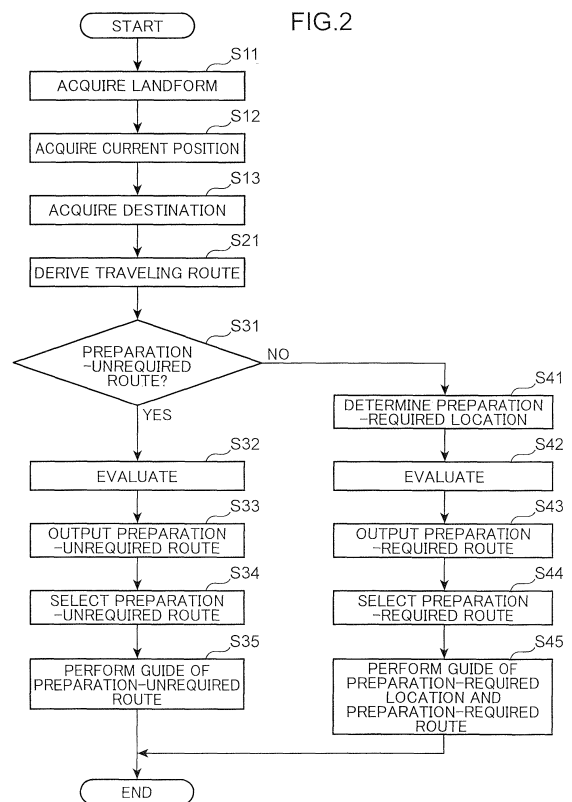 FIG.2
START
S11
ACQUIRE LANDFORM
S12
ACQUIRE CURRENT POSITION
S13
ACQUIRE DESTINATION
S21
DERIVE TRAVELING ROUTE
S31
PREPARATION
-UNREQUIRED
ROUTE?
NO
YES
S32
EVALUATE
S33
OUTPUT PREPARATION
-UNREQUIRED ROUTE
S34
SELECT PREPARATION
-UNREQUIRED ROUTE
S35
PERFORM GUIDE OF
PREPARATION-UNREQUIRED
ROUTE
S41
DETERMINE PREPARATION
-REQUIRED LOCATION
S42
EVALUATE
S43
OUTPUT PREPARATION
-REQUIRED ROUTE
S44
SELECT PREPARATION
-REQUIRED ROUTE
S45
PERFORM GUIDE OF
PREPARATION-REQUIRED
LOCATION AND
PREPARATION-REQUIRED
ROUTE
END